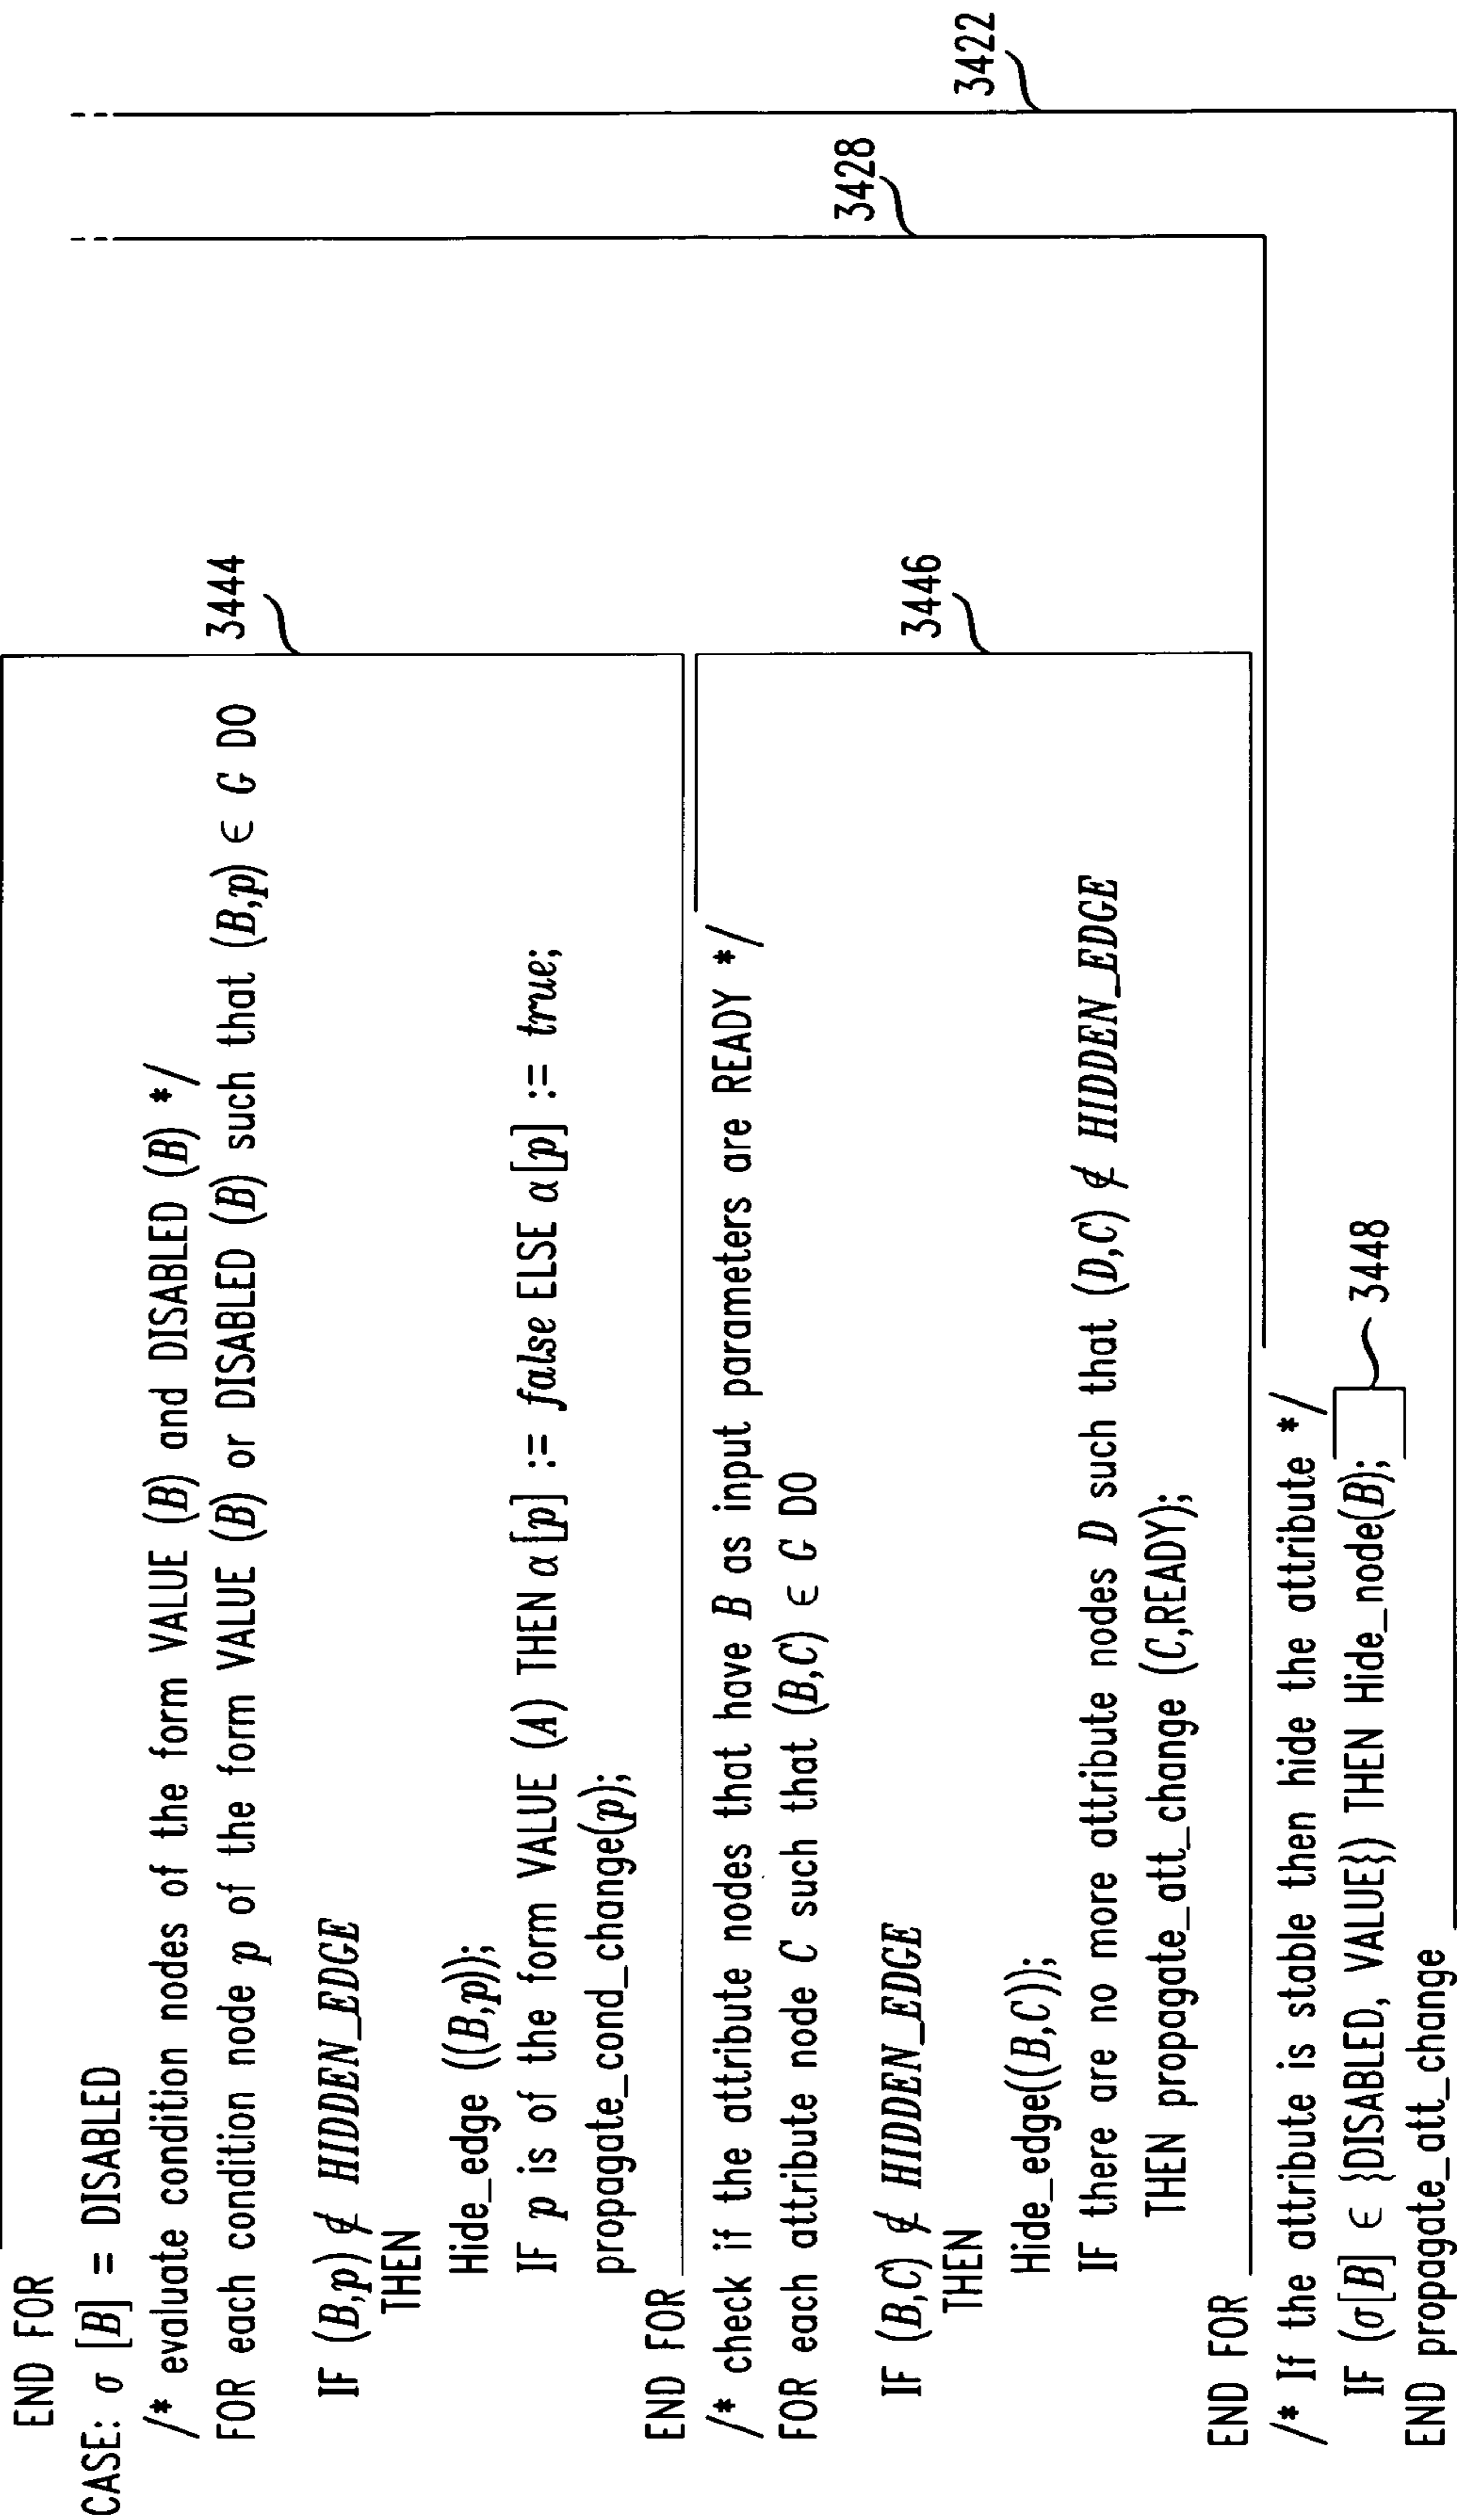 END FOR
CASE: σ [B] = DISABLED
/* evaluate condition nodes of the form VALUE (B) and DISABLED (B) */
FOR each condition node p of the form VALUE (B) or DISABLED (B) such that (B,p) ∈ G DO
3444
IF (B,p) ∉ HIDDEN_EDGE
THEN
Hide_edge ((B,p));
IF p is of the form VALUE (A) THEN α[p] := false ELSE α[p] := true;
propagate_cond_change(p);
END FOR
/* check if the attribute nodes that have B as input parameters are READY */
FOR each attribute node C such that (B,C) ∈ G DO
3428
IF (B,C) ∉ HIDDEN_EDGE
3446
THEN
3422
Hide_edge((B,C));
IF there are no more attribute nodes D such that (D,C) ∉ HIDDEN_EDGE
THEN propagate_att_change (C,READY);
END FOR
/* If the attribute is stable then hide the attribute */
IF (σ[B] ∈ }DISABLED, VALUE}) THEN Hide_node(B);
3448
END propagate_att_change